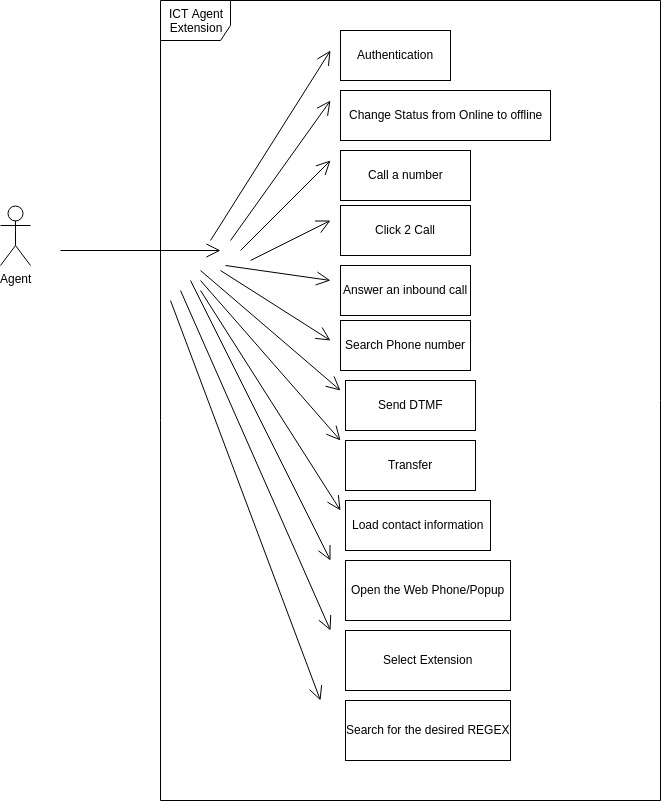 ICT Agent
Extension
Authentication
Change Status from Online to offline
Call a number
Click 2 Call
Agent
Answer an inbound call
Search Phone number
Send DTMF
Transfer
Load contact information
Open the Web Phone/Popup
Select Extension
Search for the desired REGEX